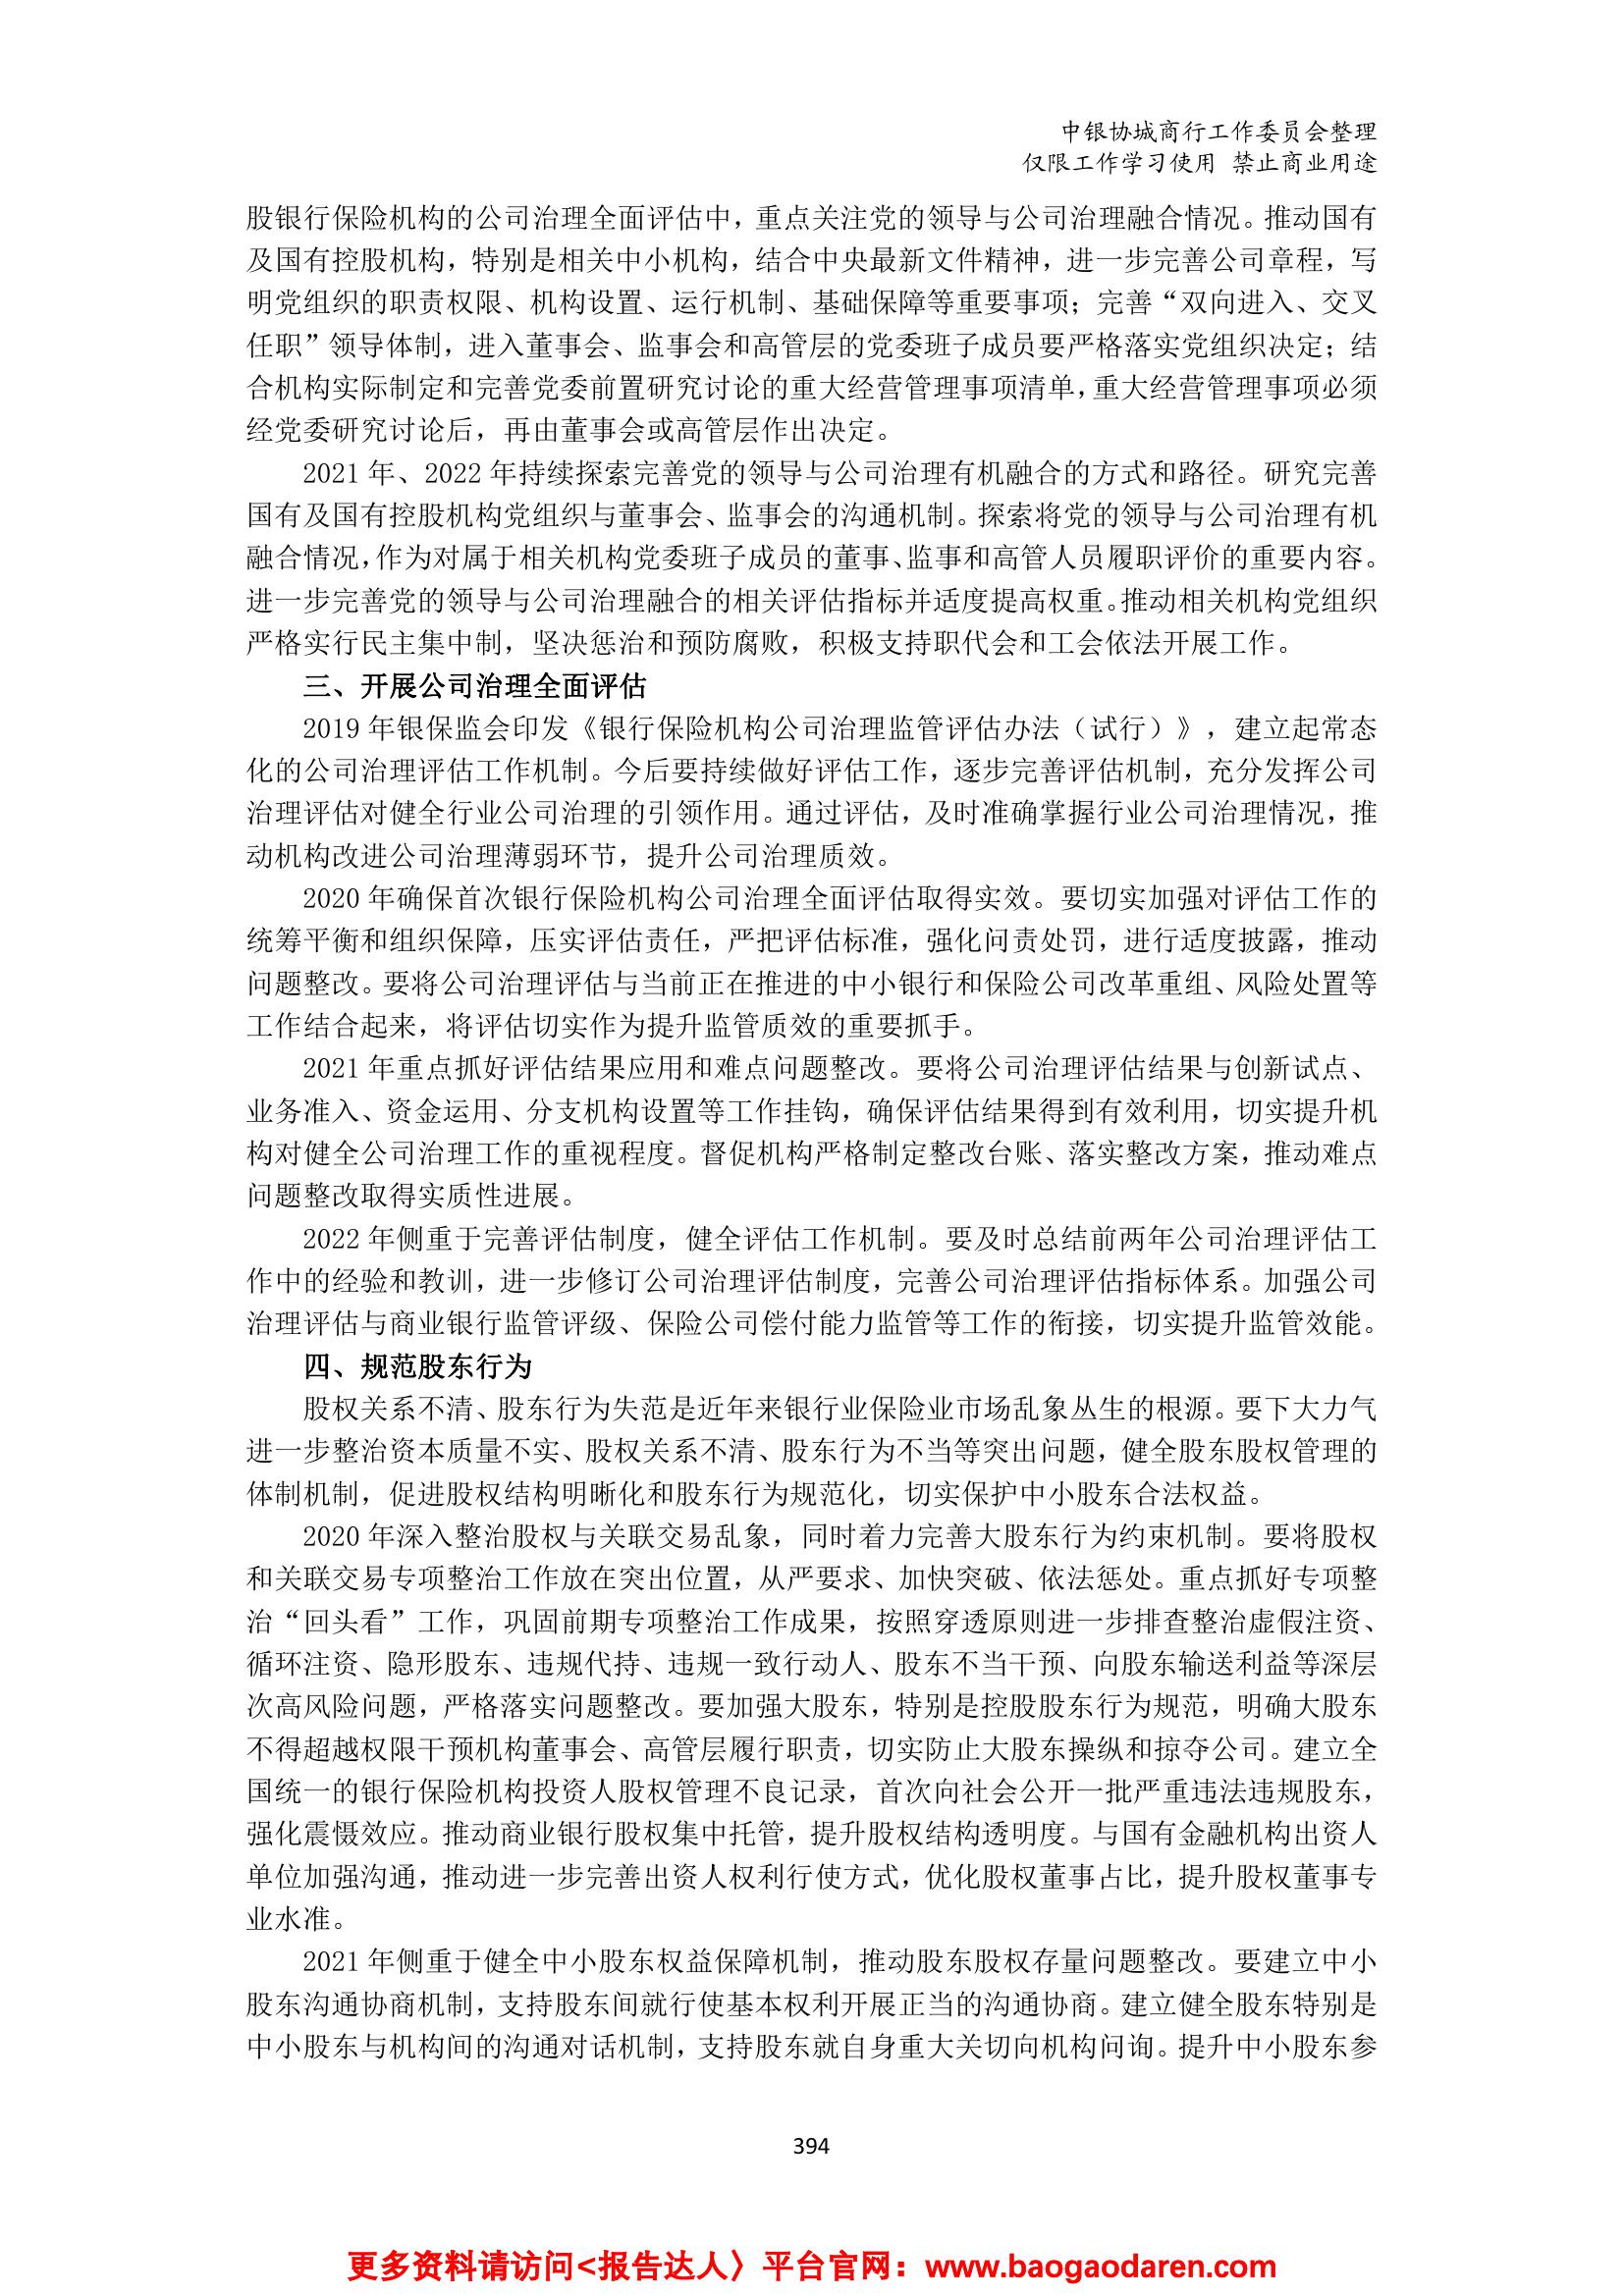 中银协城商行工作委员会整理
仅限工作学习使用 禁止商业用途
股银行保险机构的公司治理全面评估中，重点关注党的领导与公司治理融合情况。推动国有
及国有控股机构，特别是相关中小机构，结合中央最新文件精神，进一步完善公司章程，写
明党组织的职责权限、机构设置、运行机制、基础保障等重要事项；完善“双向进入、交叉
任职”领导体制，进入董事会、监事会和高管层的党委班子成员要严格落实党组织决定；结
合机构实际制定和完善党委前置研究讨论的重大经营管理事项清单，重大经营管理事项必须
经党委研究讨论后，再由董事会或高管层作出决定。
2021 年、2022 年持续探索完善党的领导与公司治理有机融合的方式和路径。研究完善
国有及国有控股机构党组织与董事会、监事会的沟通机制。探索将党的领导与公司治理有机
融合情况，作为对属于相关机构党委班子成员的董事、监事和高管人员履职评价的重要内容。
进一步完善党的领导与公司治理融合的相关评估指标并适度提高权重。推动相关机构党组织
严格实行民主集中制，坚决惩治和预防腐败，积极支持职代会和工会依法开展工作。
三、开展公司治理全面评估
2019 年银保监会印发《银行保险机构公司治理监管评估办法（试行）》，建立起常态
化的公司治理评估工作机制。今后要持续做好评估工作，逐步完善评估机制，充分发挥公司
治理评估对健全行业公司治理的引领作用。通过评估，及时准确掌握行业公司治理情况，推
动机构改进公司治理薄弱环节，提升公司治理质效。
2020 年确保首次银行保险机构公司治理全面评估取得实效。要切实加强对评估工作的
统筹平衡和组织保障，压实评估责任，严把评估标准，强化问责处罚，进行适度披露，推动
问题整改。要将公司治理评估与当前正在推进的中小银行和保险公司改革重组、风险处置等
工作结合起来，将评估切实作为提升监管质效的重要抓手。
2021 年重点抓好评估结果应用和难点问题整改。要将公司治理评估结果与创新试点、
业务准入、资金运用、分支机构设置等工作挂钩，确保评估结果得到有效利用，切实提升机
构对健全公司治理工作的重视程度。督促机构严格制定整改台账、落实整改方案，推动难点
问题整改取得实质性进展。
2022 年侧重于完善评估制度，健全评估工作机制。要及时总结前两年公司治理评估工
作中的经验和教训，进一步修订公司治理评估制度，完善公司治理评估指标体系。加强公司
治理评估与商业银行监管评级、保险公司偿付能力监管等工作的衔接，切实提升监管效能。
四、规范股东行为
股权关系不清、股东行为失范是近年来银行业保险业市场乱象丛生的根源。要下大力气
进一步整治资本质量不实、股权关系不清、股东行为不当等突出问题，健全股东股权管理的
体制机制，促进股权结构明晰化和股东行为规范化，切实保护中小股东合法权益。
2020 年深入整治股权与关联交易乱象，同时着力完善大股东行为约束机制。要将股权
和关联交易专项整治工作放在突出位置，从严要求、加快突破、依法惩处。重点抓好专项整
治“回头看”工作，巩固前期专项整治工作成果，按照穿透原则进一步排查整治虚假注资、
循环注资、隐形股东、违规代持、违规一致行动人、股东不当干预、向股东输送利益等深层
次高风险问题，严格落实问题整改。要加强大股东，特别是控股股东行为规范，明确大股东
不得超越权限干预机构董事会、高管层履行职责，切实防止大股东操纵和掠夺公司。建立全
国统一的银行保险机构投资人股权管理不良记录，首次向社会公开一批严重违法违规股东，
强化震慑效应。推动商业银行股权集中托管，提升股权结构透明度。与国有金融机构出资人
单位加强沟通，推动进一步完善出资人权利行使方式，优化股权董事占比，提升股权董事专
业水准。
2021 年侧重于健全中小股东权益保障机制，推动股东股权存量问题整改。要建立中小
股东沟通协商机制，支持股东间就行使基本权利开展正当的沟通协商。建立健全股东特别是
中小股东与机构间的沟通对话机制，支持股东就自身重大关切向机构问询。提升中小股东参
394
更多资料请访问<报告达人〉平台官网：www.baogaodaren.com